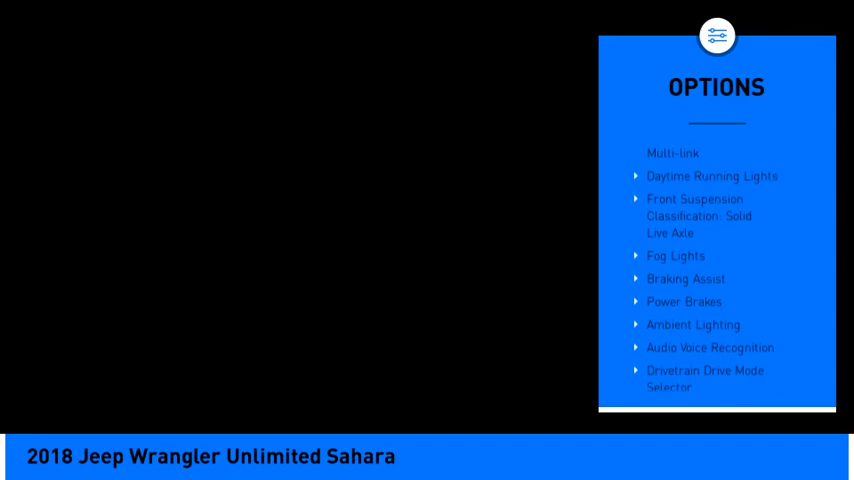 OPTIONS
Multi-link
Daytime Running Lights
Front Suspension
Classification: Solid
Live Axle
Fog Lights
Braking Assist
Power Brakes
Ambient Lighting
Audio Voice Recognition
Drivetrain Drive Mode
Selector
2018 Jeep Wrangler Unlimited Sahara